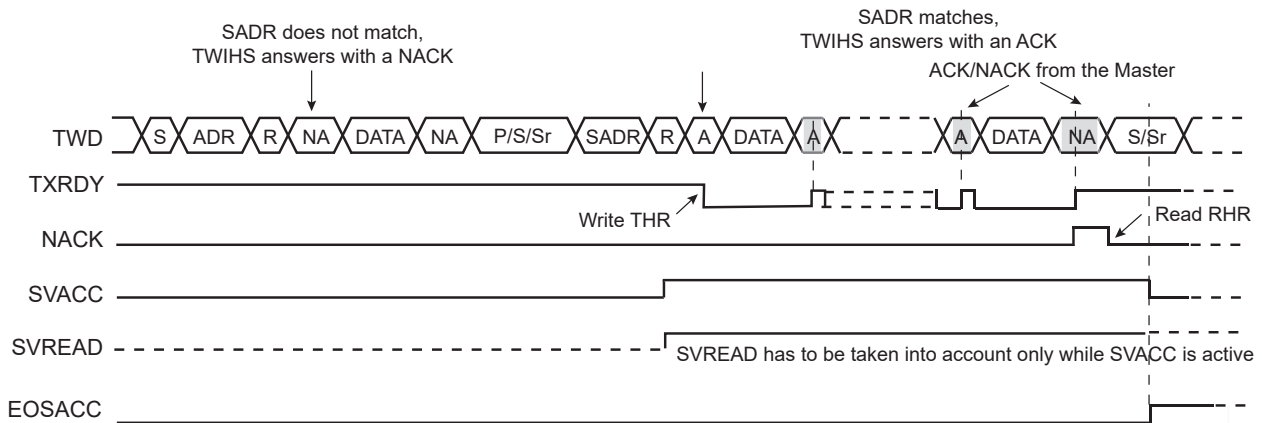 SADR does not match,
TWIHS answers with a NACK
SADR matches,
TWIHS answers with an ACK
ACK/NACK from the Master
TWD S ADR R NA DATA NA P/S/Sr SADR R A DATA A A DATA NA S/Sr
TXRDY
Write THR
Read RHR
NACK
SVACC
SVREAD
SVREAD has to be taken into account only while SVACC is active
EOSACC